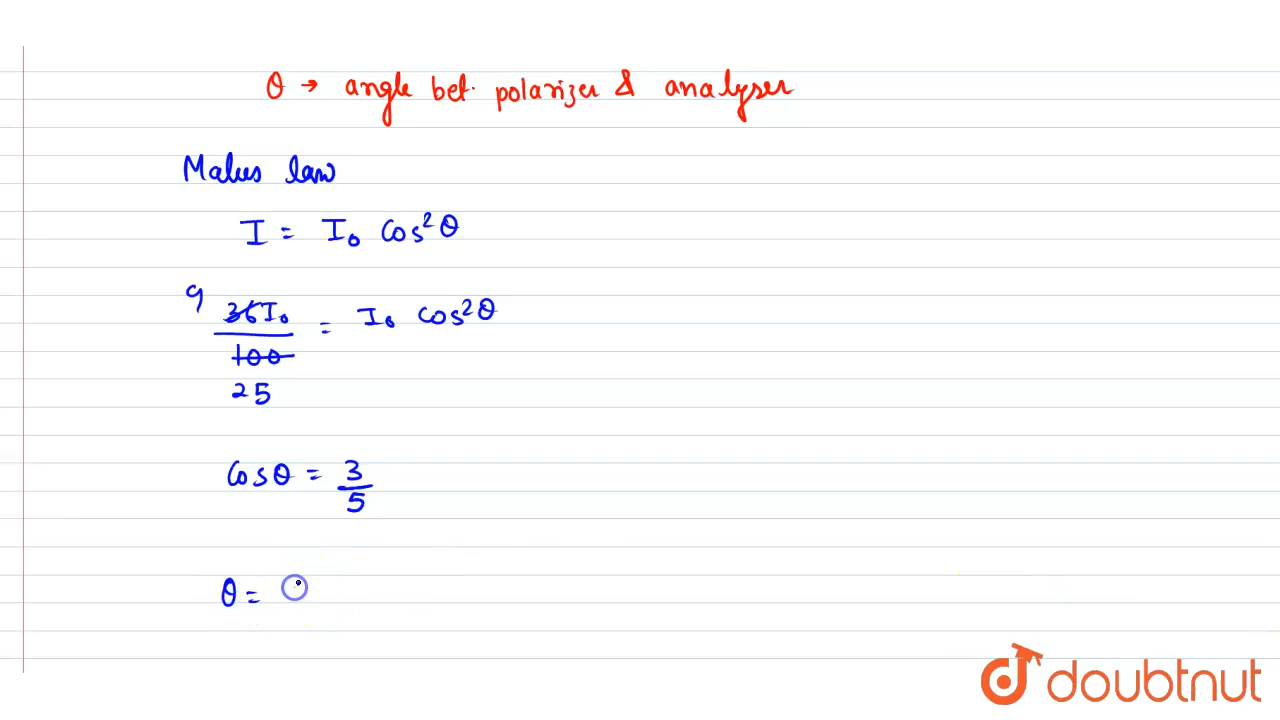 θ → angle bet. polarizer & analyser
Malus law
I = I₀ cos²θ
9
36I₀
100
25
= I₀ cos²θ
cosθ = 3/5
θ =
doubtnut